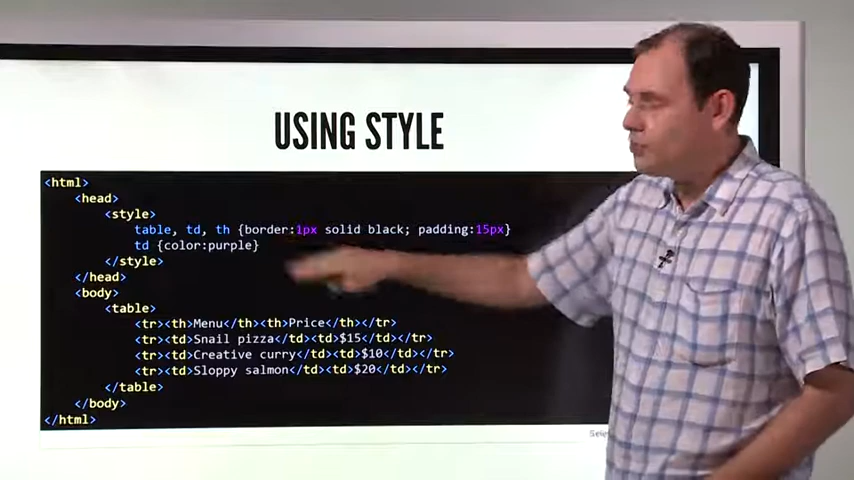 USING STYLE
<html>
<head>
<style>
table, td, th {border:1px solid black; padding:15px}
td {color:purple}
</style>
</head>
<body>
<table>
<tr><th>Menu</th><th>Price</th></tr>
<tr><td>Snail pizza</td><td>$15</td></tr>
<tr><td>Creative curry</td><td>$10</td></tr>
<tr><td>Sloppy salmon</td><td>$20</td></tr>
</table>
</body>
</html>